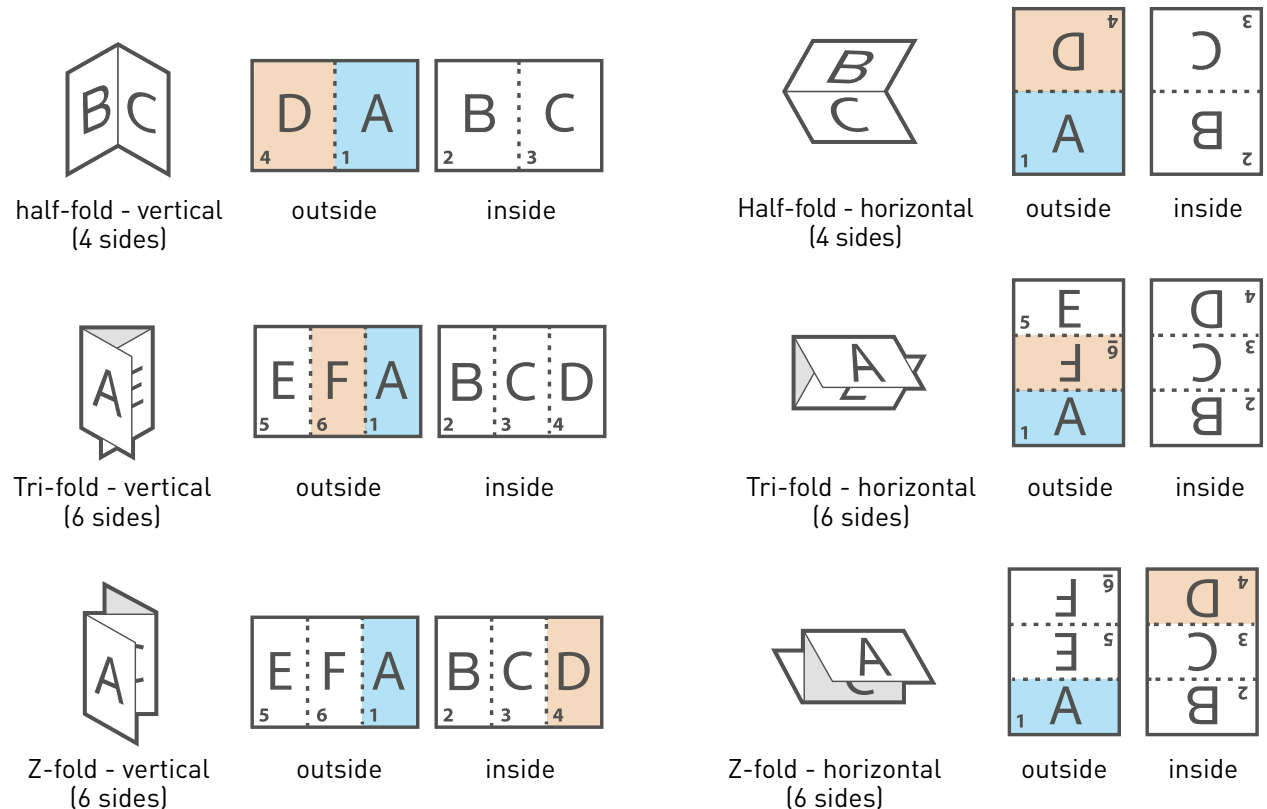 B C
D A
4 1
B C
2 3
half-fold - vertical
(4 sides)
outside
inside
B
C
4
D
A
1
3
C
B
2
Half-fold - horizontal
(4 sides)
outside
inside
A
E F A
5 6 1
B C D
2 3 4
Tri-fold - vertical
(6 sides)
outside
inside
A
E
E
5
6
F
A
1
4
D
3
C
2
B
Tri-fold - horizontal
(6 sides)
outside
inside
A
E F A
5 6 1
B C D
2 3 4
Z-fold - vertical
(6 sides)
outside
inside
A
C
6
F
5
E
A
1
4
D
3
C
2
B
Z-fold - horizontal
(6 sides)
outside
inside